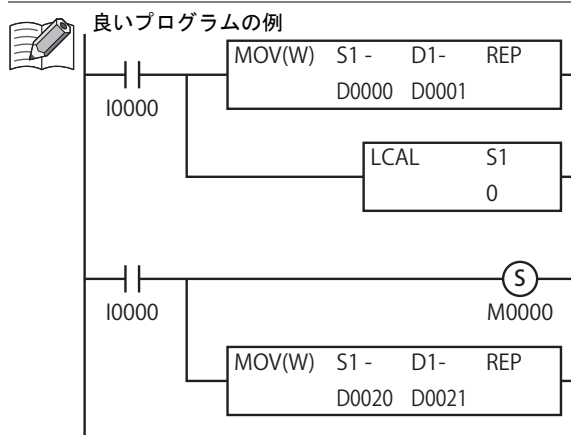 良いプログラムの例
MOV(W) S1 - D1- REP
D0000 D0001
I0000
LCAL S1
0
S
I0000 M0000
MOV(W) S1 - D1- REP
D0020 D0021